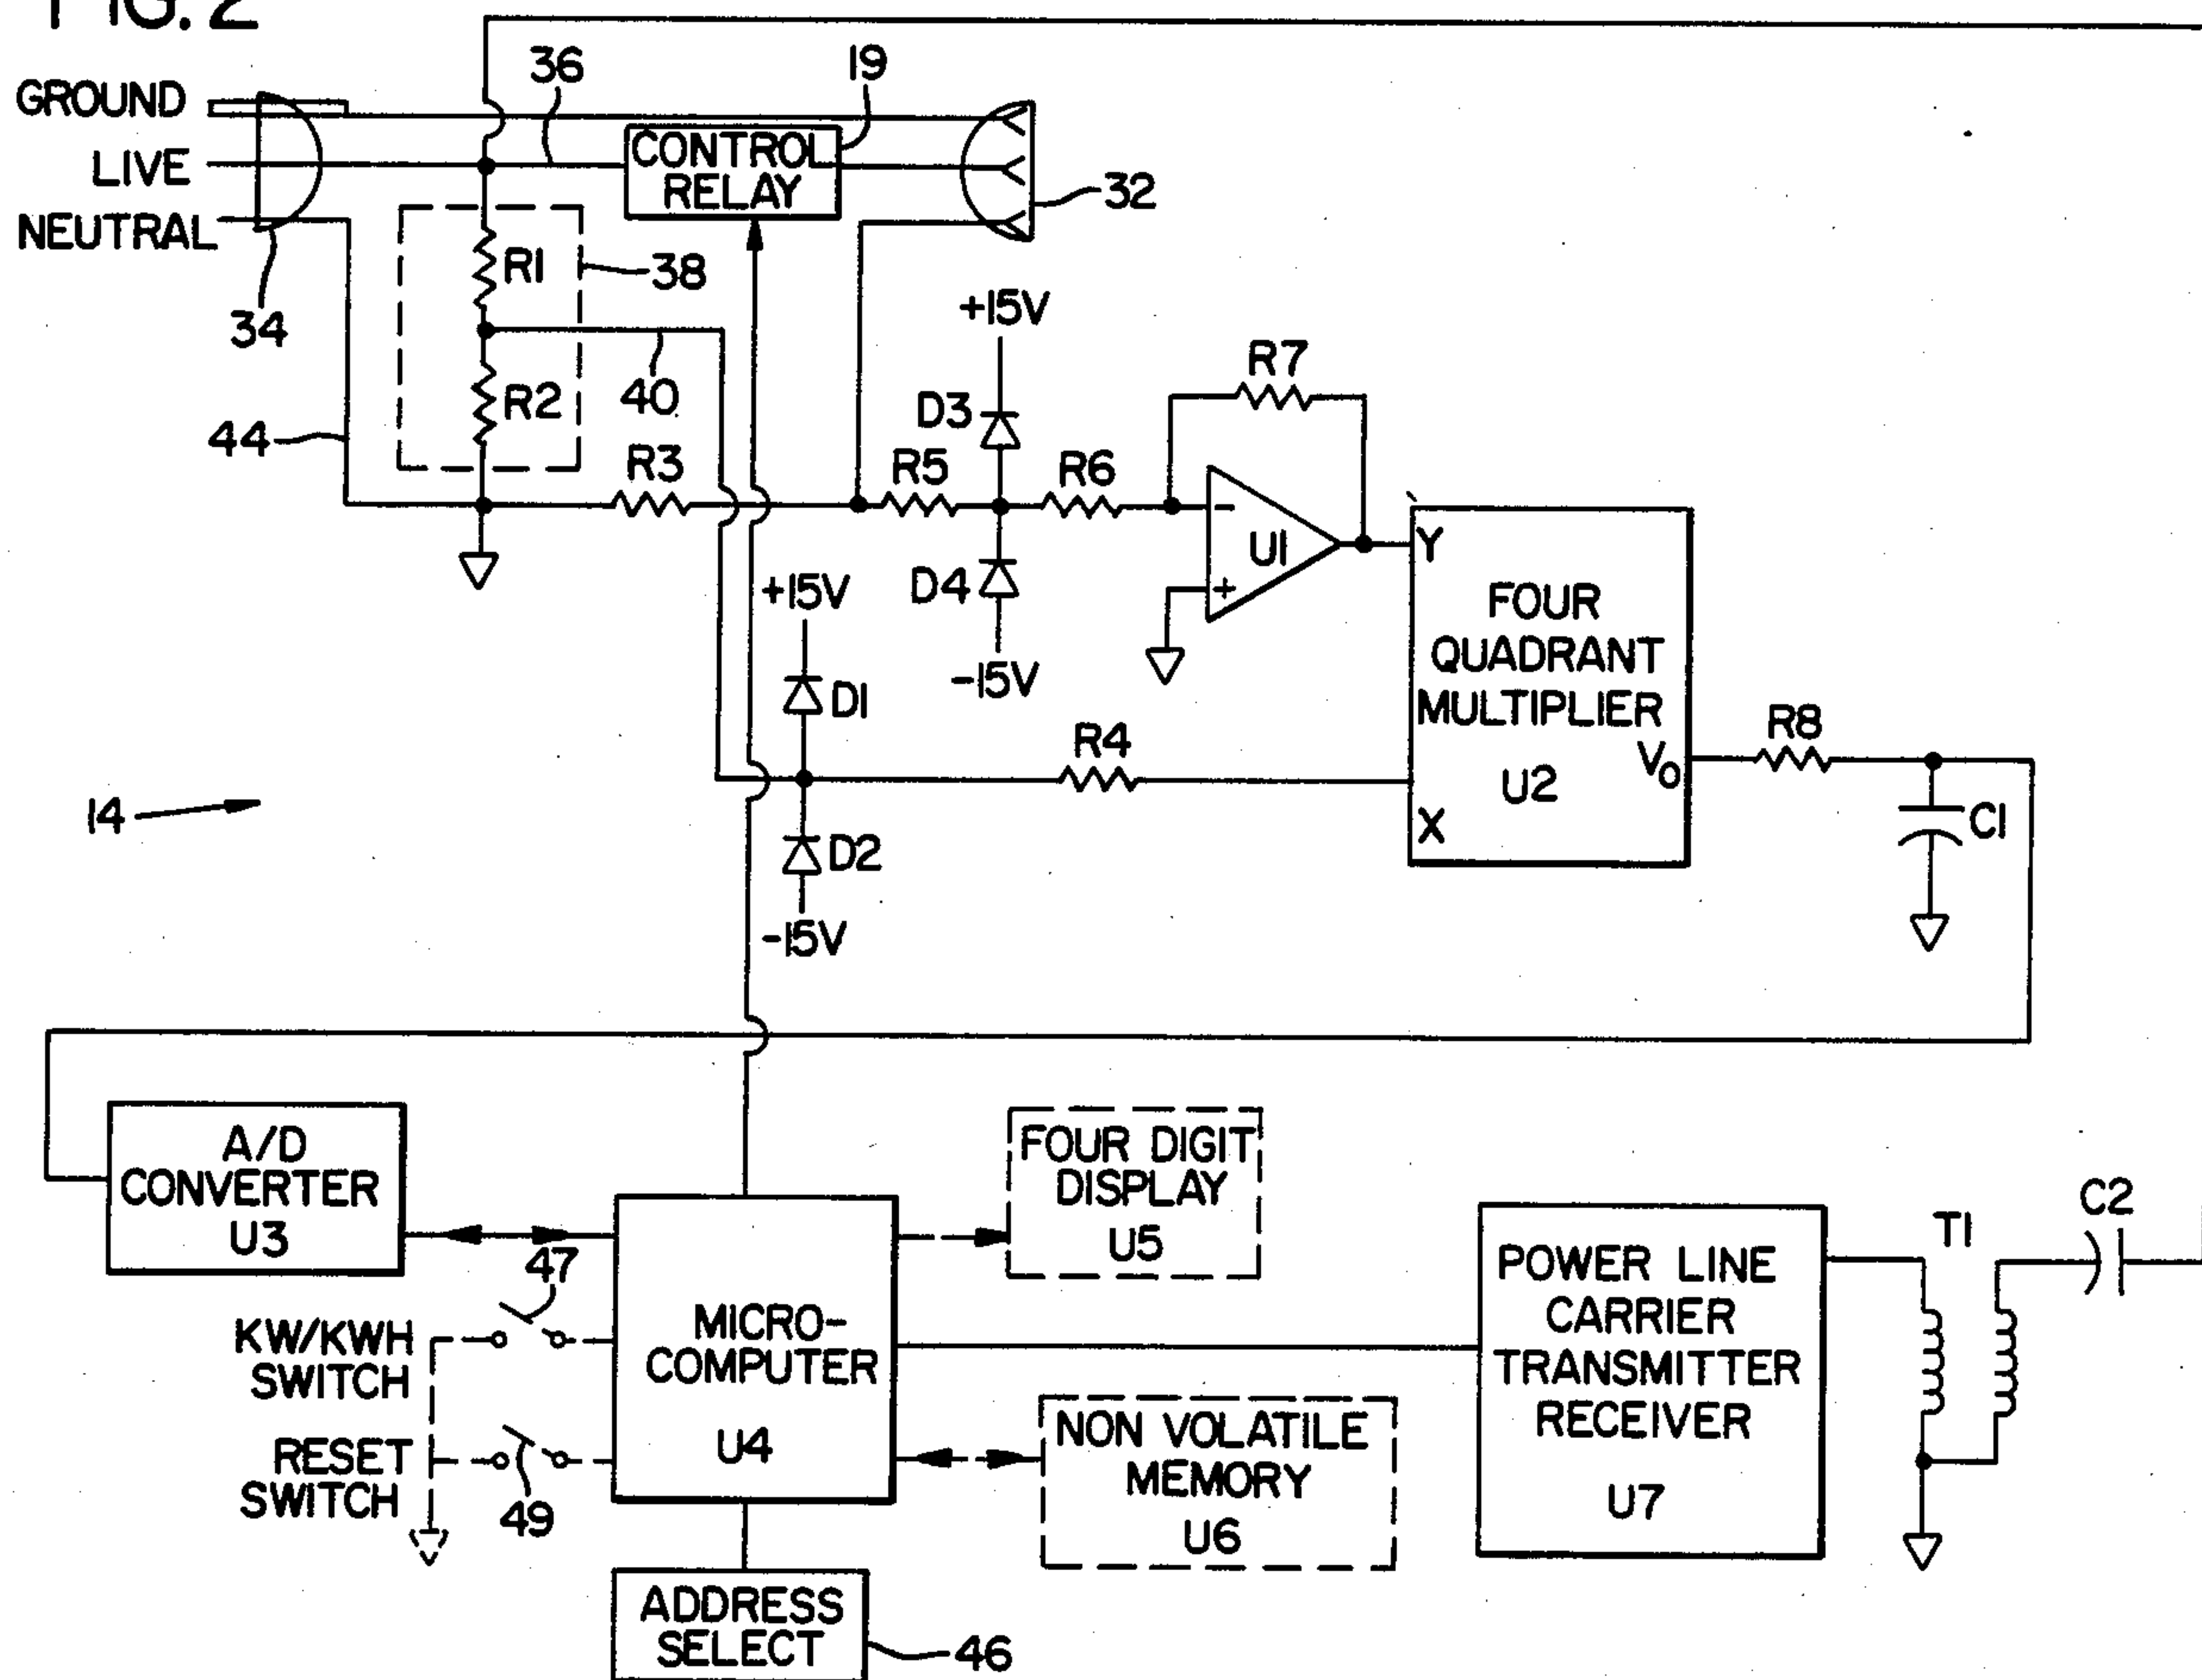 FIG. 2
GROUND
LIVE
NEUTRAL
34
36
19
CONTROL
RELAY
32
R1
38
R2
40
44
R3
+15V
D3
R5
R6
R7
D4
-15V
U1
-
+
Y
FOUR
QUADRANT
MULTIPLIER
U2
X
VO
R8
C1
+15V
D1
R4
D2
-15V
14
A/D
CONVERTER
U3
47
KW/KWH
SWITCH
RESET
SWITCH
49
MICRO-
COMPUTER
U4
FOUR DIGIT
DISPLAY
U5
NON VOLATILE
MEMORY
U6
ADDRESS
SELECT
46
POWER LINE
CARRIER
TRANSMITTER
RECEIVER
U7
T1
C2